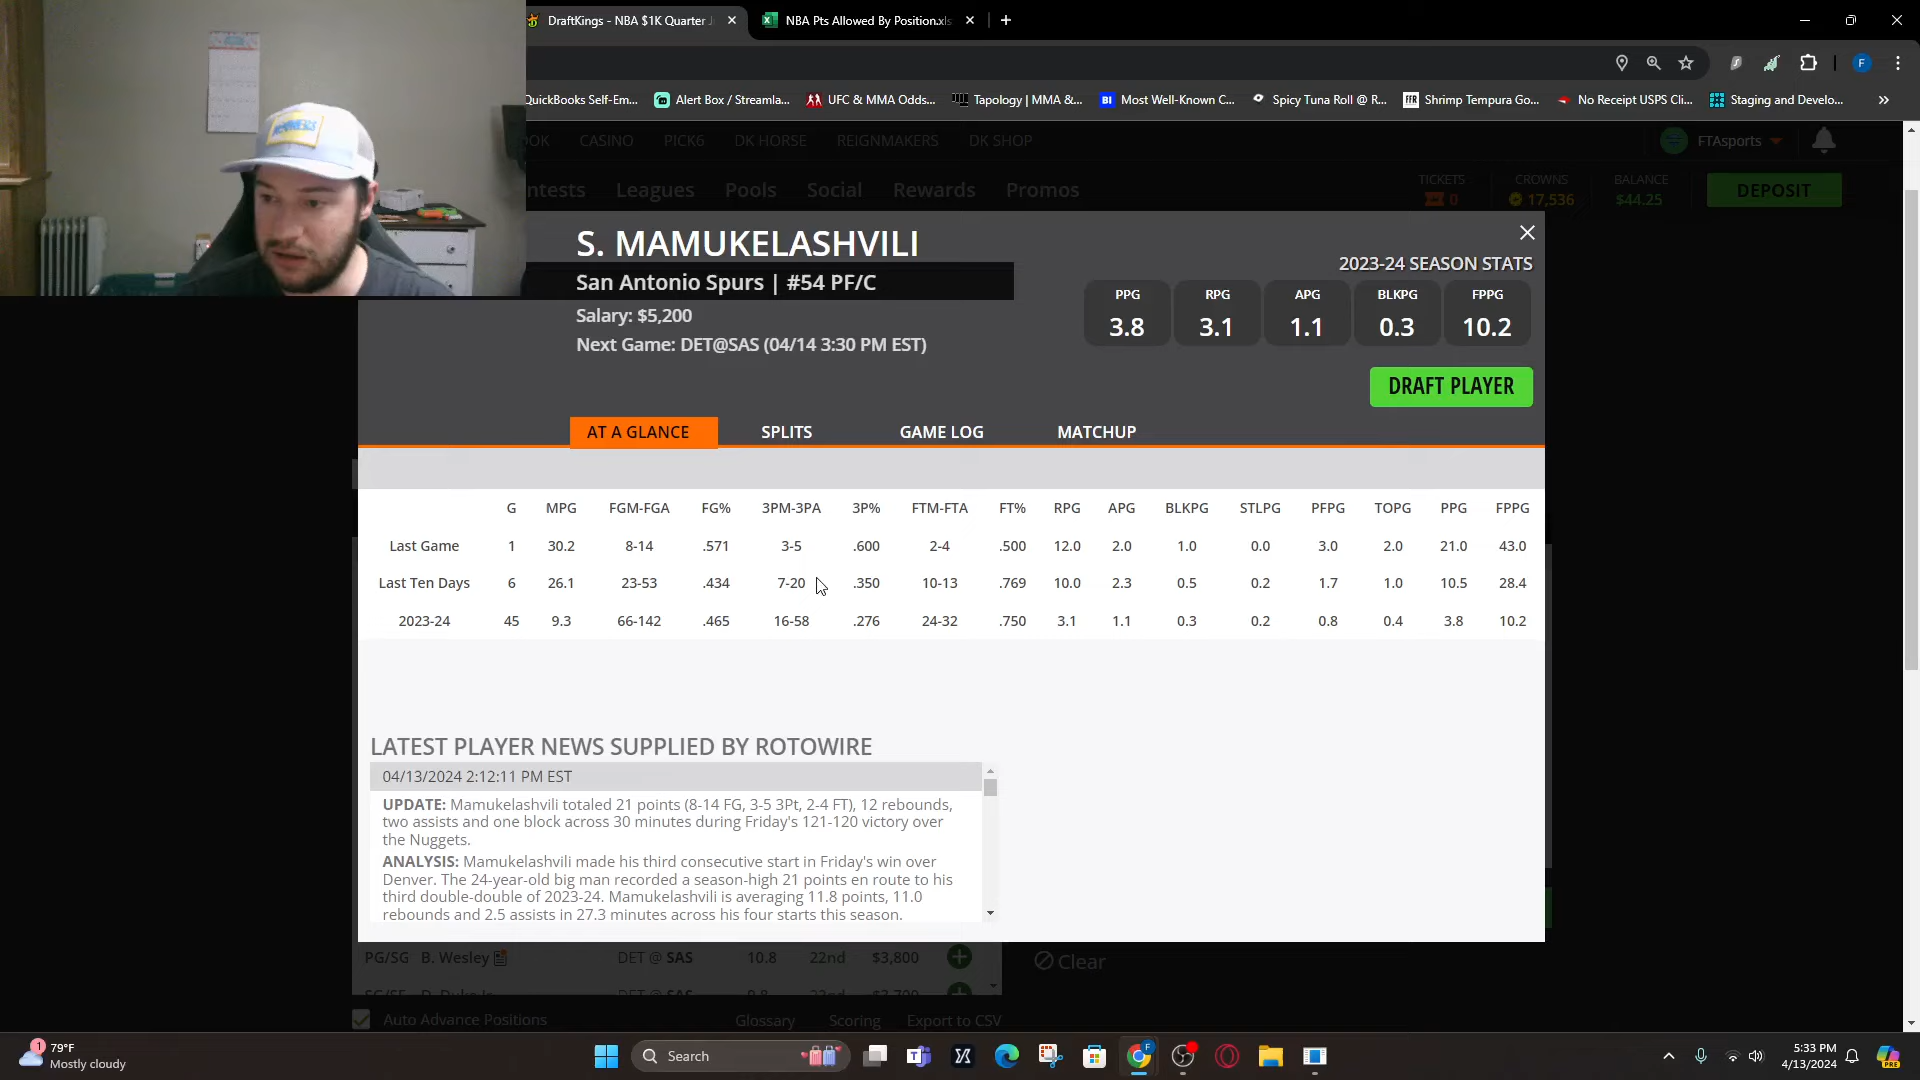 DraftKings - NBA $1K Quarter J
NBA Pts Allowed By Position.xls
QuickBooks Self-Em...
Alert Box / Streamla...
UFC & MMA Odds...
Tapology | MMA &...
Most Well-Known C...
Spicy Tuna Roll @ R...
Shrimp Tempura Go...
No Receipt USPS Cli...
Staging and Develo...
OOK CASINO PICK6 DK HORSE REIGNMAKERS DK SHOP
FTAsports
ntests Leagues Pools Social Rewards Promos
TICKETS CROWNS BALANCE
0 17,536 $44.25
DEPOSIT
S. MAMUKELASHVILI
San Antonio Spurs | #54 PF/C
Salary: $5,200
Next Game: DET@SAS (04/14 3:30 PM EST)
2023-24 SEASON STATS
PPG RPG APG BLKPG FPPG
3.8 3.1 1.1 0.3 10.2
DRAFT PLAYER
AT A GLANCE SPLITS GAME LOG MATCHUP
G MPG FGM-FGA FG% 3PM-3PA 3P% FTM-FTA FT% RPG APG BLKPG STLPG PFPG TOPG PPG FPPG
Last Game 1 30.2 8-14 .571 3-5 .600 2-4 .500 12.0 2.0 1.0 0.0 3.0 2.0 21.0 43.0
Last Ten Days 6 26.1 23-53 .434 7-20 .350 10-13 .769 10.0 2.3 0.5 0.2 1.7 1.0 10.5 28.4
2023-24 45 9.3 66-142 .465 16-58 .276 24-32 .750 3.1 1.1 0.3 0.2 0.8 0.4 3.8 10.2
LATEST PLAYER NEWS SUPPLIED BY ROTOWIRE
04/13/2024 2:12:11 PM EST
UPDATE: Mamukelashvili totaled 21 points (8-14 FG, 3-5 3Pt, 2-4 FT), 12 rebounds,
two assists and one block across 30 minutes during Friday's 121-120 victory over
the Nuggets.
ANALYSIS: Mamukelashvili made his third consecutive start in Friday's win over
Denver. The 24-year-old big man recorded a season-high 21 points en route to his
third double-double of 2023-24. Mamukelashvili is averaging 11.8 points, 11.0
rebounds and 2.5 assists in 27.3 minutes across his four starts this season.
PG/SG B. Wesley DET @ SAS 10.8 22nd $3,800
Clear
Auto Advance Positions Glossary Scoring Export to CSV
1
79°F
Mostly cloudy
Search
5:33 PM
4/13/2024